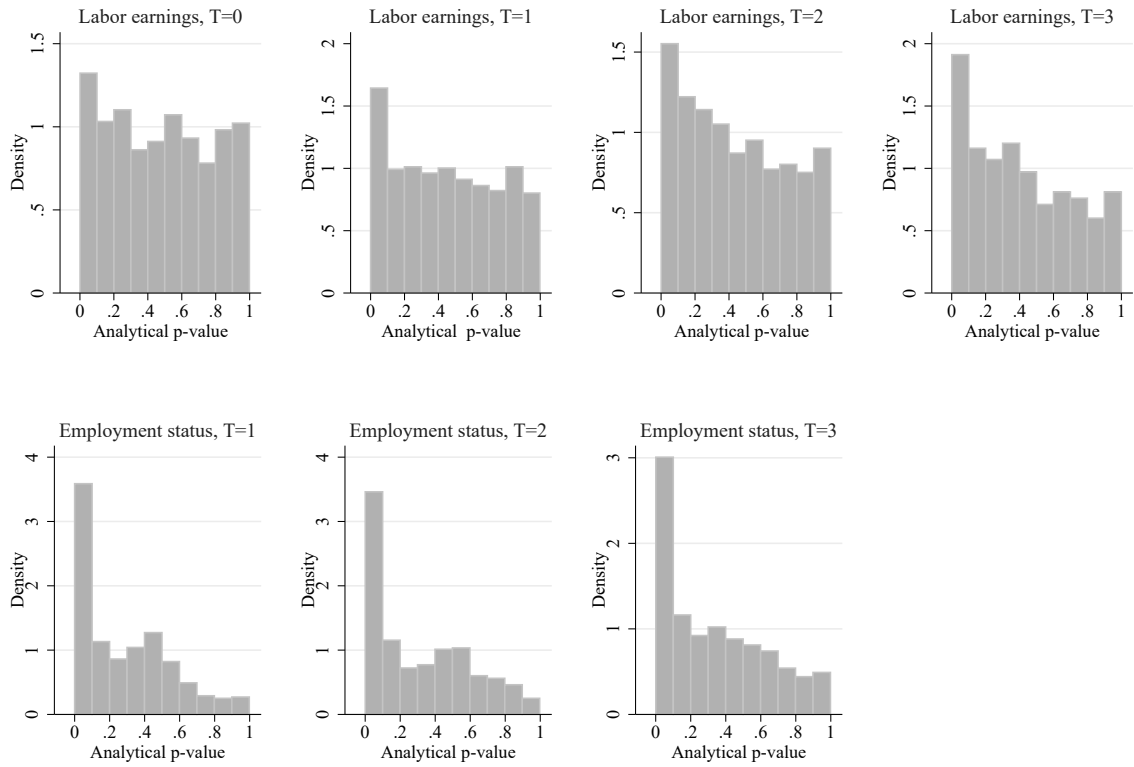 Labor earnings, T=0
Density
0
.5
1
1.5
0 .2 .4 .6 .8 1
Analytical p-value
Labor earnings, T=1
Density
0
.5
1
1.5
2
0 .2 .4 .6 .8 1
Analytical p-value
Labor earnings, T=2
Density
0
.5
1
1.5
0 .2 .4 .6 .8 1
Analytical p-value
Labor earnings, T=3
Density
0
.5
1
1.5
2
0 .2 .4 .6 .8 1
Analytical p-value
Employment status, T=1
Density
0
1
2
3
4
0 .2 .4 .6 .8 1
Analytical p-value
Employment status, T=2
Density
0
1
2
3
4
0 .2 .4 .6 .8 1
Analytical p-value
Employment status, T=3
Density
0
1
2
3
0 .2 .4 .6 .8 1
Analytical p-value